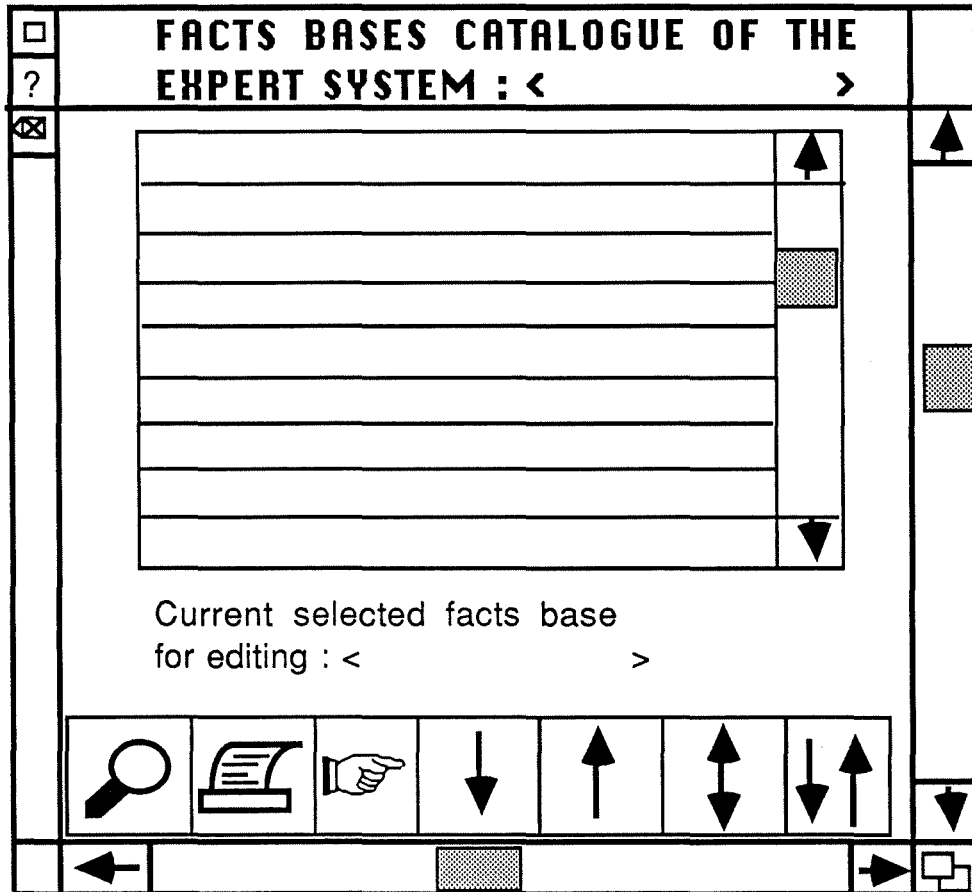 FACTS BASES CATALOGUE OF THE
?
EXPERT SYSTEM : < >
Current selected facts base
for editing : < >